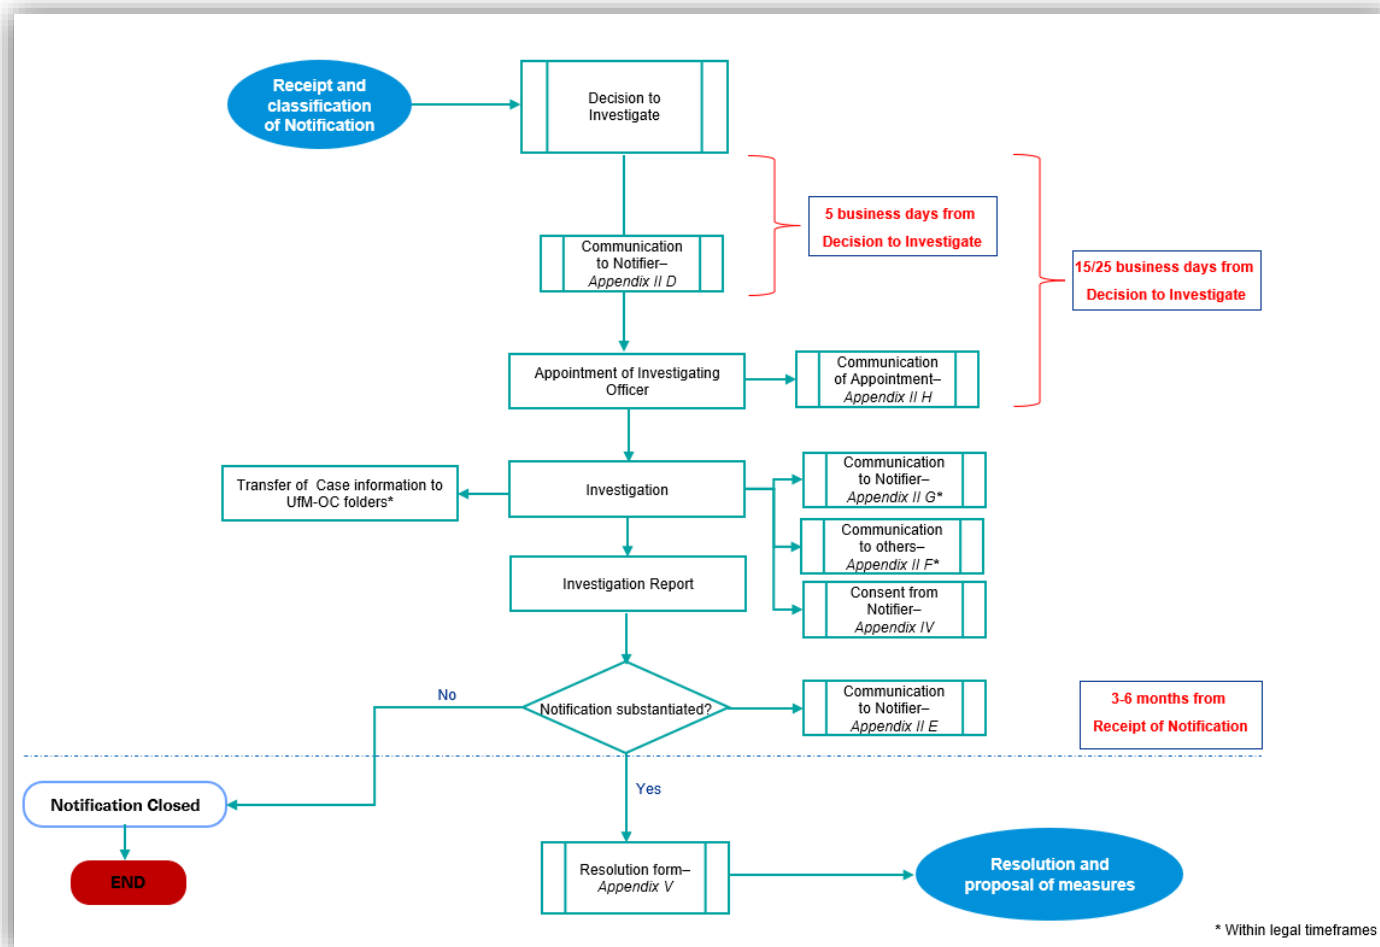 Receipt and
classification
of Notification
Decision to
Investigate
5 business days from
Decision to Investigate
Communication
to Notifier–
Appendix II D
15/25 business days from
Decision to Investigate
Appointment of Investigating
Officer
Communication
of Appointment–
Appendix II H
Transfer of Case information to
UfM-OC folders*
Investigation
Communication
to Notifier–
Appendix II G*
Communication
to others–
Appendix II F*
Investigation Report
Consent from
Notifier–
Appendix IV
No
Notification substantiated?
Communication
to Notifier–
Appendix II E
3-6 months from
Receipt of Notification
Notification Closed
Yes
END
Resolution form–
Appendix V
Resolution and
proposal of measures
* Within legal timeframes